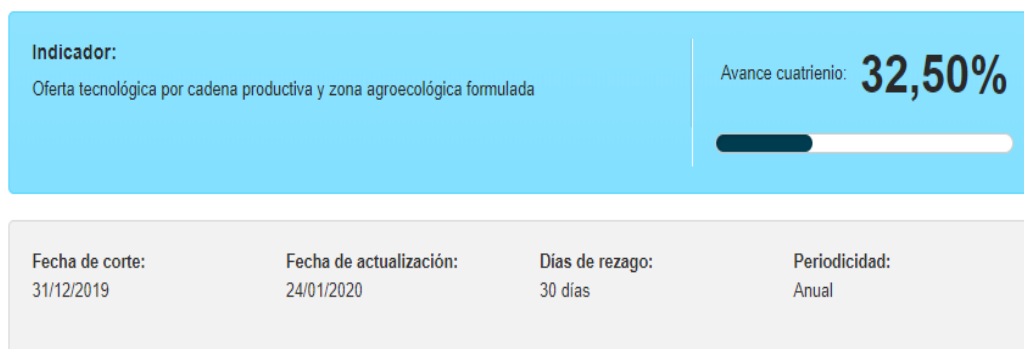 Indicador:
Oferta tecnológica por cadena productiva y zona agroecológica formulada
Avance cuatrienio: 32,50%
Fecha de corte:
31/12/2019
Fecha de actualización:
24/01/2020
Días de rezago:
30 días
Periodicidad:
Anual